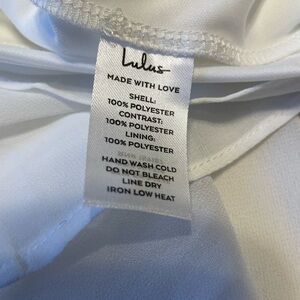 Lulus
MADE WITH LOVE
SHELL:
100% POLYESTER
CONTRAST:
100% POLYESTER
LINING:
100% POLYESTER
HAND WASH COLD
DO NOT BLEACH
LINE DRY
IRON LOW HEAT